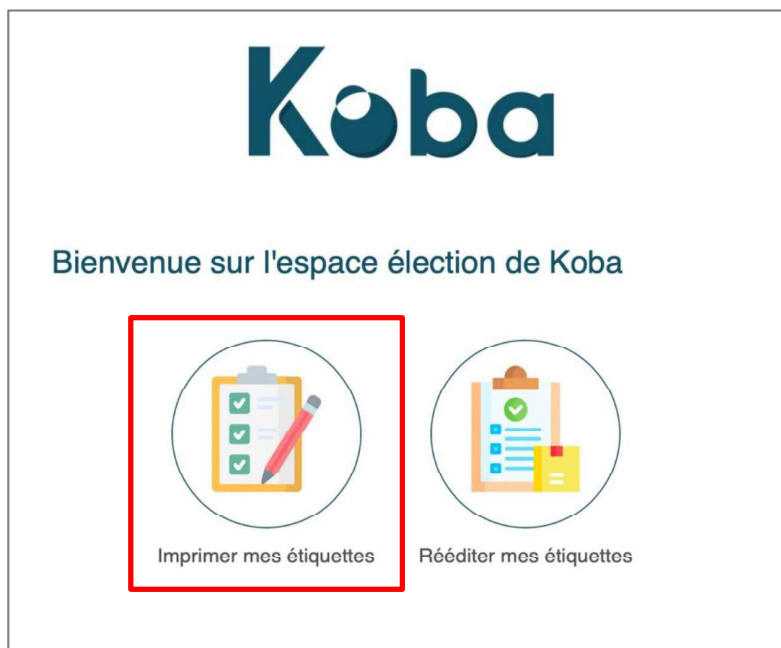 Koba
Bienvenue sur l'espace élection de Koba
Imprimer mes étiquettes
Rééditer mes étiquettes